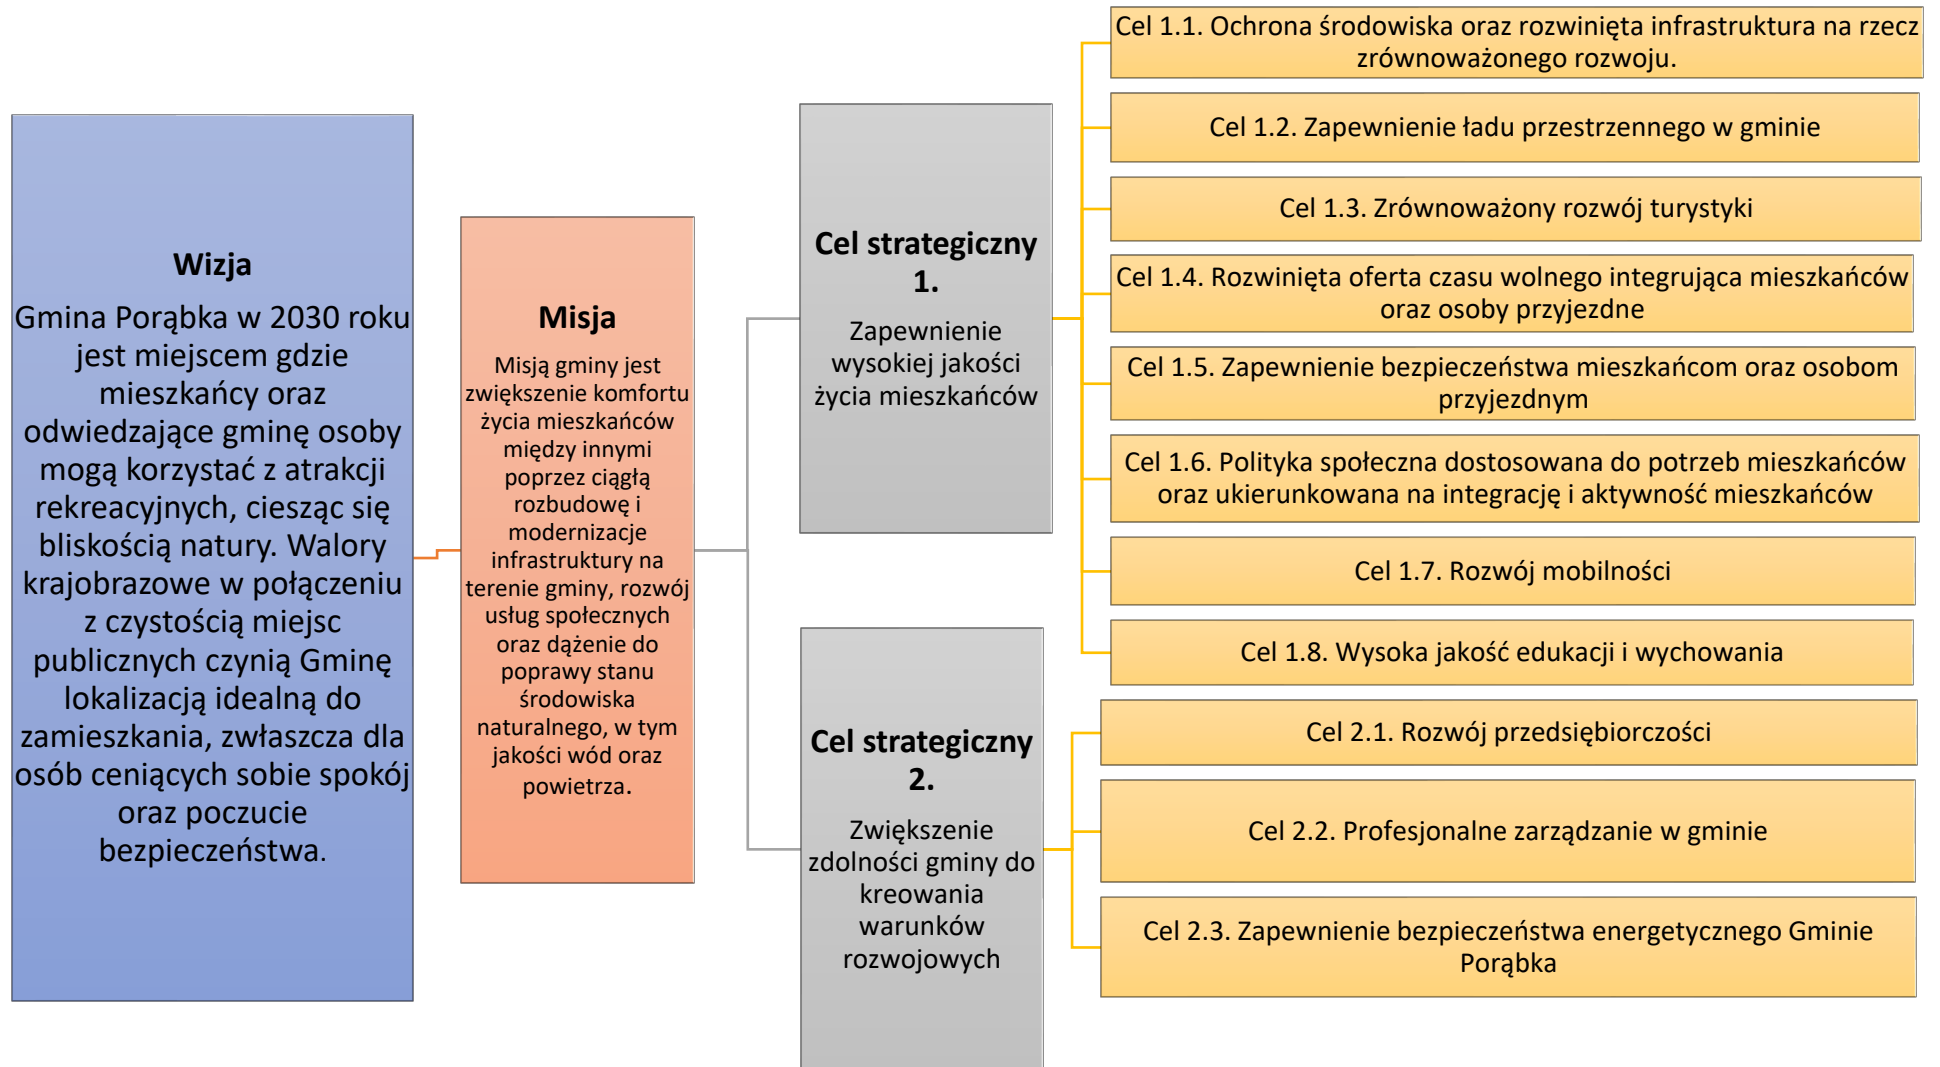 Wizja
Gmina Porąbka w 2030 roku
jest miejscem gdzie
mieszkańcy oraz
odwiedzające gminę osoby
mogą korzystać z atrakcji
rekreacyjnych, ciesząc się
bliskością natury. Walory
krajobrazowe w połączeniu
z czystością miejsc
publicznych czynią Gminę
lokalizacją idealną do
zamieszkania, zwłaszcza dla
osób ceniących sobie spokój
oraz poczucie
bezpieczeństwa.
Misja
Misją gminy jest
zwiększenie komfortu
życia mieszkańców
między innymi
poprzez ciągłą
rozbudowę i
modernizacje
infrastruktury na
terenie gminy, rozwój
usług społecznych
oraz dążenie do
poprawy stanu
środowiska
naturalnego, w tym
jakości wód oraz
powietrza.
Cel strategiczny
1.
Zapewnienie
wysokiej jakości
życia mieszkańców
Cel 1.1. Ochrona środowiska oraz rozwinięta infrastruktura na rzecz
zrównoważonego rozwoju.
Cel 1.2. Zapewnienie ładu przestrzennego w gminie
Cel 1.3. Zrównoważony rozwój turystyki
Cel 1.4. Rozwinięta oferta czasu wolnego integrująca mieszkańców
oraz osoby przyjezdne
Cel 1.5. Zapewnienie bezpieczeństwa mieszkańcom oraz osobom
przyjezdnym
Cel 1.6. Polityka społeczna dostosowana do potrzeb mieszkańców
oraz ukierunkowana na integrację i aktywność mieszkańców
Cel 1.7. Rozwój mobilności
Cel 1.8. Wysoka jakość edukacji i wychowania
Cel strategiczny
2.
Zwiększenie
zdolności gminy do
kreowania
warunków
rozwojowych
Cel 2.1. Rozwój przedsiębiorczości
Cel 2.2. Profesjonalne zarządzanie w gminie
Cel 2.3. Zapewnienie bezpieczeństwa energetycznego Gminie
Porąbka